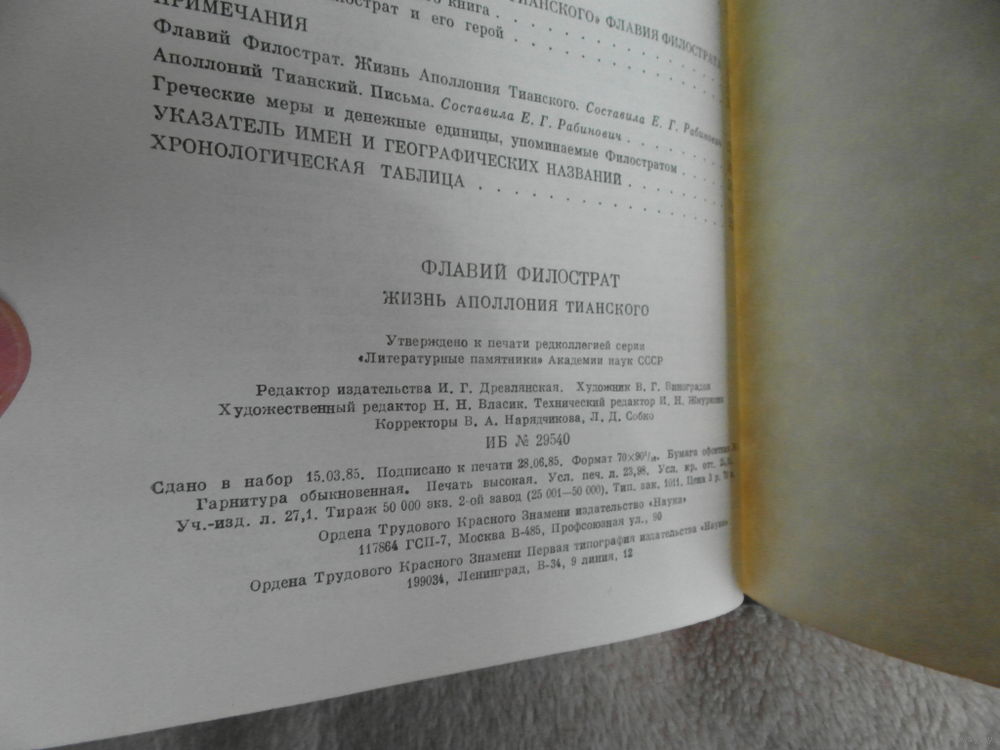 ТИАНСКОГО» ФЛАВИЯ ФИЛОСТРАТА
книга
ПРИМЕЧАНИЯ и его герой
Флавий Филострат. Жизнь Аполлония Тианского. Составила Е. Г. Рабинович
Аполлоний Тианский. Письма. Составила Е. Г. Рабинович
Греческие меры и денежные единицы, упоминаемые Филостратом
УКАЗАТЕЛЬ ИМЕН И ГЕОГРАФИЧЕСКИХ НАЗВАНИЙ
ХРОНОЛОГИЧЕСКАЯ ТАБЛИЦА
ФЛАВИЙ ФИЛОСТРАТ
ЖИЗНЬ АПОЛЛОНИЯ ТИАНСКОГО
Утверждено к печати редколлегией серии
«Литературные памятники» Академии наук СССР
Редактор издательства И. Г. Древлянская. Художник В. Г. Виноградов
Художественный редактор Н. Н. Власик. Технический редактор И. Н. Жмуркина
Корректоры В. А. Нарядчикова, Л. Д. Собко
ИБ № 29540
Сдано в набор 15.03.85. Подписано к печати 28.06.85. Формат 70×90¹/₁₆. Бумага
Гарнитура обыкновенная. Печать высокая. Усл. печ. л. 23,98. Усл. кр. отт.
Уч.-изд. л. 27,1. Тираж 50 000 экз. 2-ой завод (25 001—50 000). Тип. зак. 1011. Цена 3 р.
Ордена Трудового Красного Знамени издательство «Наука»
117864 ГСП-7, Москва В-485, Профсоюзная ул., 90
Ордена Трудового Красного Знамени Первая типография издательства «Наука»
199034, Ленинград, В-34, 9 линия, 12